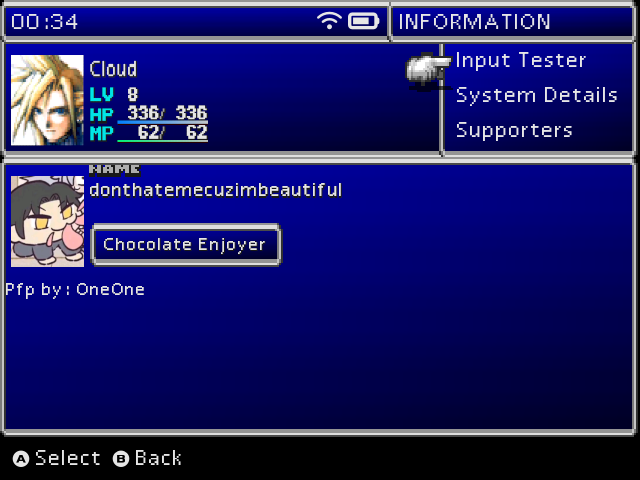 00:34
INFORMATION
Cloud
LV 8
HP 336/ 336
MP 62/ 62
Input Tester
System Details
Supporters
NAME
donthatemecuzimbeautiful
Chocolate Enjoyer
Pfp by: OneOne
A Select B Back